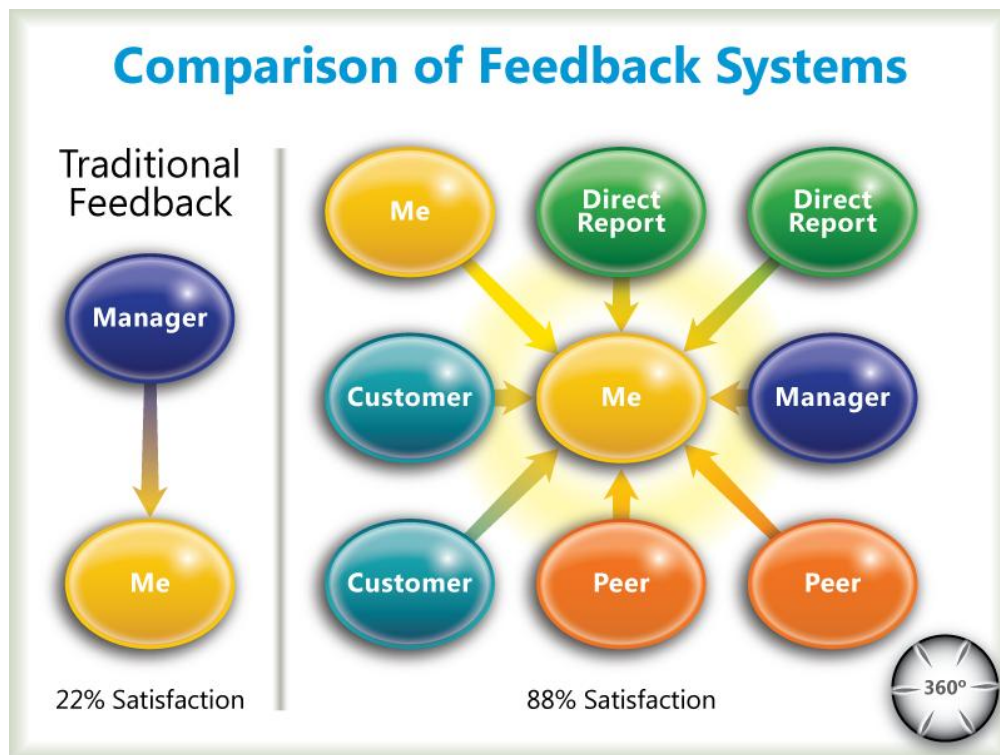 Comparison of Feedback Systems
Traditional
Feedback
Manager
Me
22% Satisfaction
Me
Direct
Report
Direct
Report
Customer
Me
Manager
Customer
Peer
Peer
88% Satisfaction
360º